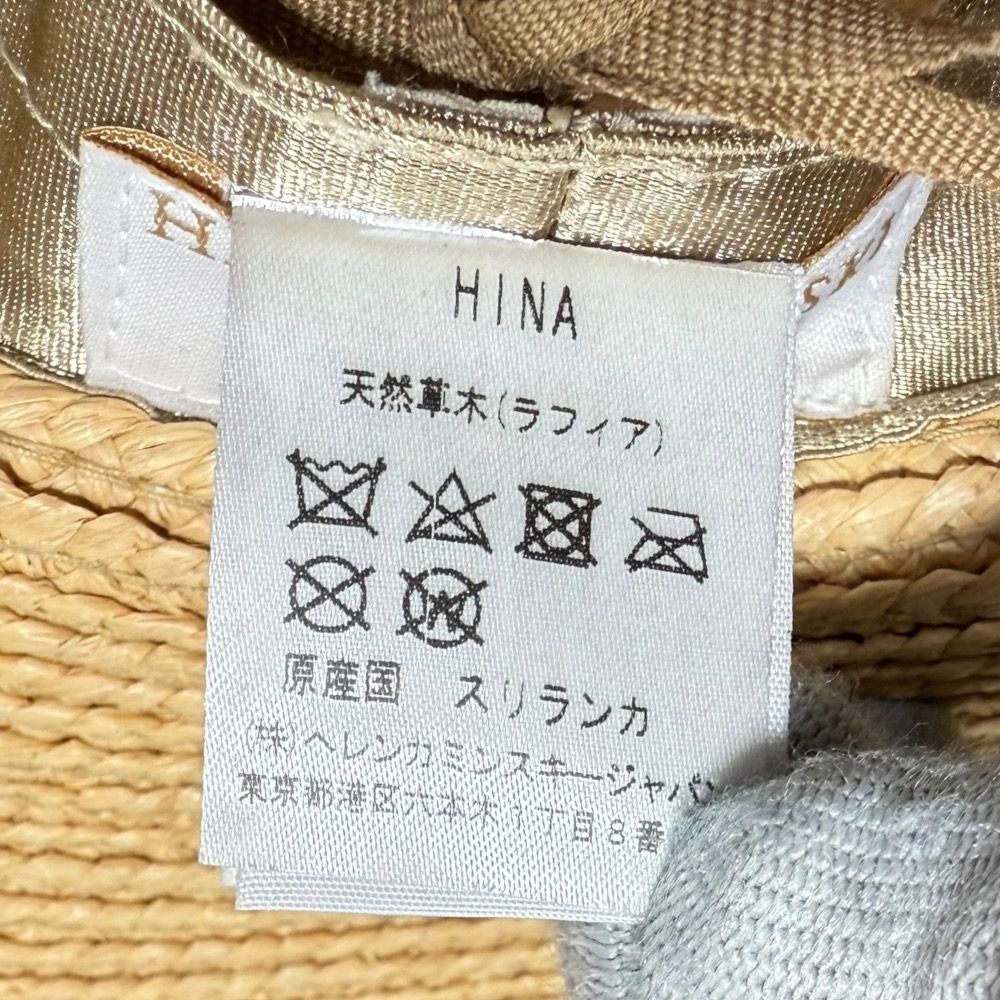 H
HINA
天然草木(ラフィア)
原産国 スリランカ
(株)ヘレンカミンスキージャパン
東京都港区六本木1丁目8番